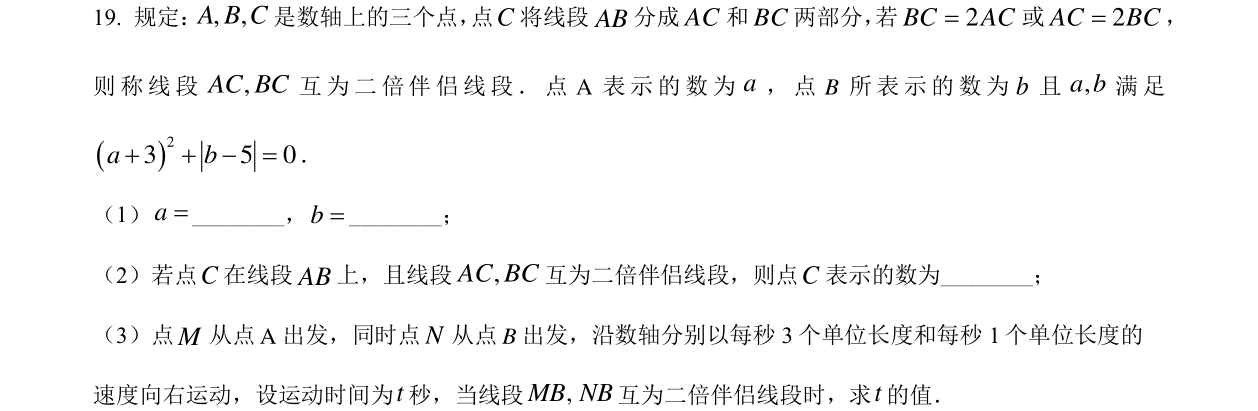 19. 规定：A, B, C 是数轴上的三个点，点 C 将线段 AB 分成 AC 和 BC 两部分，若 BC = 2AC 或 AC = 2BC，
则称线段 AC, BC 互为二倍伴侣线段．点 A 表示的数为 a ，点 B 所表示的数为 b 且 a,b 满足
(a+3)² + |b−5| = 0．
（1）a = ________，b = ________；
（2）若点 C 在线段 AB 上，且线段 AC, BC 互为二倍伴侣线段，则点 C 表示的数为________；
（3）点 M 从点 A 出发，同时点 N 从点 B 出发，沿数轴分别以每秒 3 个单位长度和每秒 1 个单位长度的
速度向右运动，设运动时间为 t 秒，当线段 MB, NB 互为二倍伴侣线段时，求 t 的值．